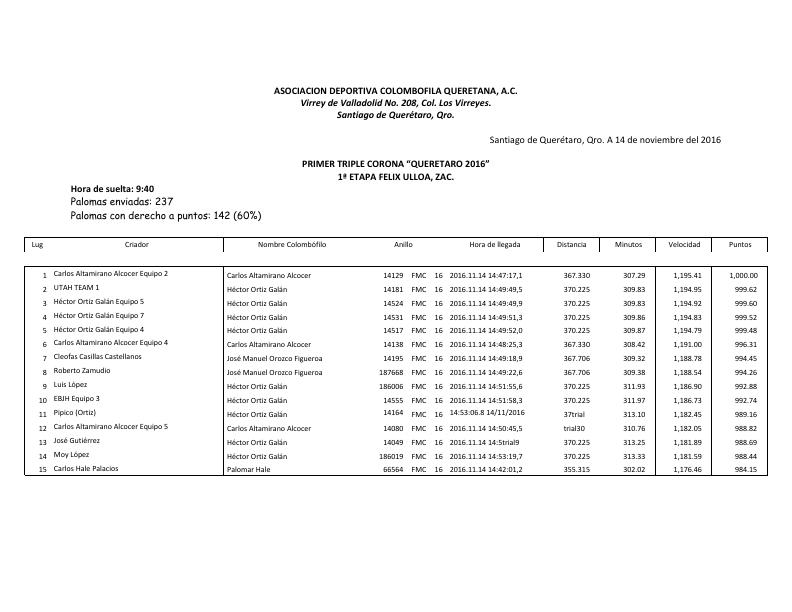 ASOCIACION DEPORTIVA COLOMBOFILA QUERETANA, A.C.
Virrey de Valladolid No. 208, Col. Los Virreyes.
Santiago de Querétaro, Qro.
Santiago de Querétaro, Qro. A 14 de noviembre del 2016
PRIMER TRIPLE CORONA “QUERETARO 2016”
1ª ETAPA FELIX ULLOA, ZAC.
Hora de suelta: 9:40
Palomas enviadas: 237
Palomas con derecho a puntos: 142 (60%)
Lug Criador Nombre Colombófilo Anillo Hora de llegada Distancia Minutos Velocidad Puntos
1 Carlos Altamirano Alcocer Equipo 2 Carlos Altamirano Alcocer 14129 FMC 16 2016.11.14 14:47:17,1 367.330 307.29 1,195.41 1,000.00
2 UTAH TEAM 1 Héctor Ortiz Galán 14181 FMC 16 2016.11.14 14:49:49,5 370.225 309.83 1,194.95 999.62
3 Héctor Ortiz Galán Equipo 5 Héctor Ortiz Galán 14524 FMC 16 2016.11.14 14:49:49,9 370.225 309.83 1,194.92 999.60
4 Héctor Ortiz Galán Equipo 7 Héctor Ortiz Galán 14531 FMC 16 2016.11.14 14:49:51,3 370.225 309.86 1,194.83 999.52
5 Héctor Ortiz Galán Equipo 4 Héctor Ortiz Galán 14517 FMC 16 2016.11.14 14:49:52,0 370.225 309.87 1,194.79 999.48
6 Carlos Altamirano Alcocer Equipo 4 Carlos Altamirano Alcocer 14138 FMC 16 2016.11.14 14:48:25,3 367.330 308.42 1,191.00 996.31
7 Cleofas Casillas Castellanos José Manuel Orozco Figueroa 14195 FMC 16 2016.11.14 14:49:18,9 367.706 309.32 1,188.78 994.45
8 Roberto Zamudio José Manuel Orozco Figueroa 187668 FMC 16 2016.11.14 14:49:22,6 367.706 309.38 1,188.54 994.26
9 Luis López Héctor Ortiz Galán 186006 FMC 16 2016.11.14 14:51:55,6 370.225 311.93 1,186.90 992.88
10 EBJH Equipo 3 Héctor Ortiz Galán 14555 FMC 16 2016.11.14 14:51:58,3 370.225 311.97 1,186.73 992.74
11 Pipico (Ortiz) Héctor Ortiz Galán 14164 FMC 16 14:53:06.8 14/11/2016 37trial 313.10 1,182.45 989.16
12 Carlos Altamirano Alcocer Equipo 5 Carlos Altamirano Alcocer 14080 FMC 16 2016.11.14 14:50:45,5 trial30 310.76 1,182.05 988.82
13 José Gutiérrez Héctor Ortiz Galán 14049 FMC 16 2016.11.14 14:5trial9 370.225 313.25 1,181.89 988.69
14 Moy López Héctor Ortiz Galán 186019 FMC 16 2016.11.14 14:53:19,7 370.225 313.33 1,181.59 988.44
15 Carlos Hale Palacios Palomar Hale 66564 FMC 16 2016.11.14 14:42:01,2 355.315 302.02 1,176.46 984.15